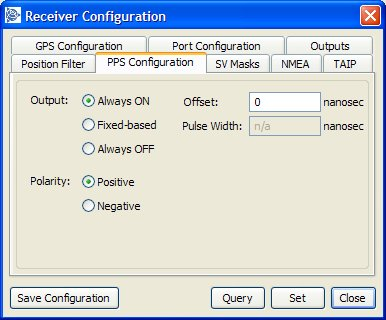 Receiver Configuration
GPS Configuration Port Configuration Outputs
Position Filter PPS Configuration SV Masks NMEA TAIP
Output: Always ON Offset: 0 nanosec
Fixed-based Pulse Width: n/a nanosec
Always OFF
Polarity: Positive
Negative
Save Configuration Query Set Close